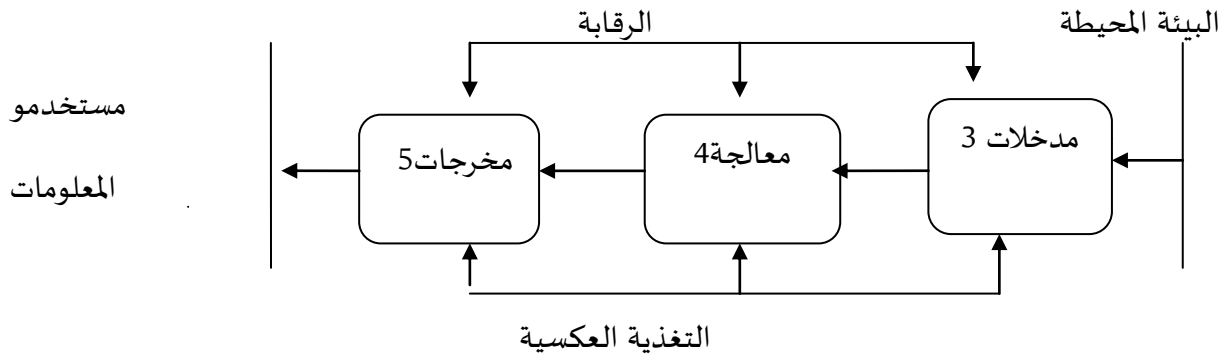 البيئة المحيطة
الرقابة
مستخدمو
المعلومات
مدخلات 3
معالجة4
مخرجات5
التغذية العكسية